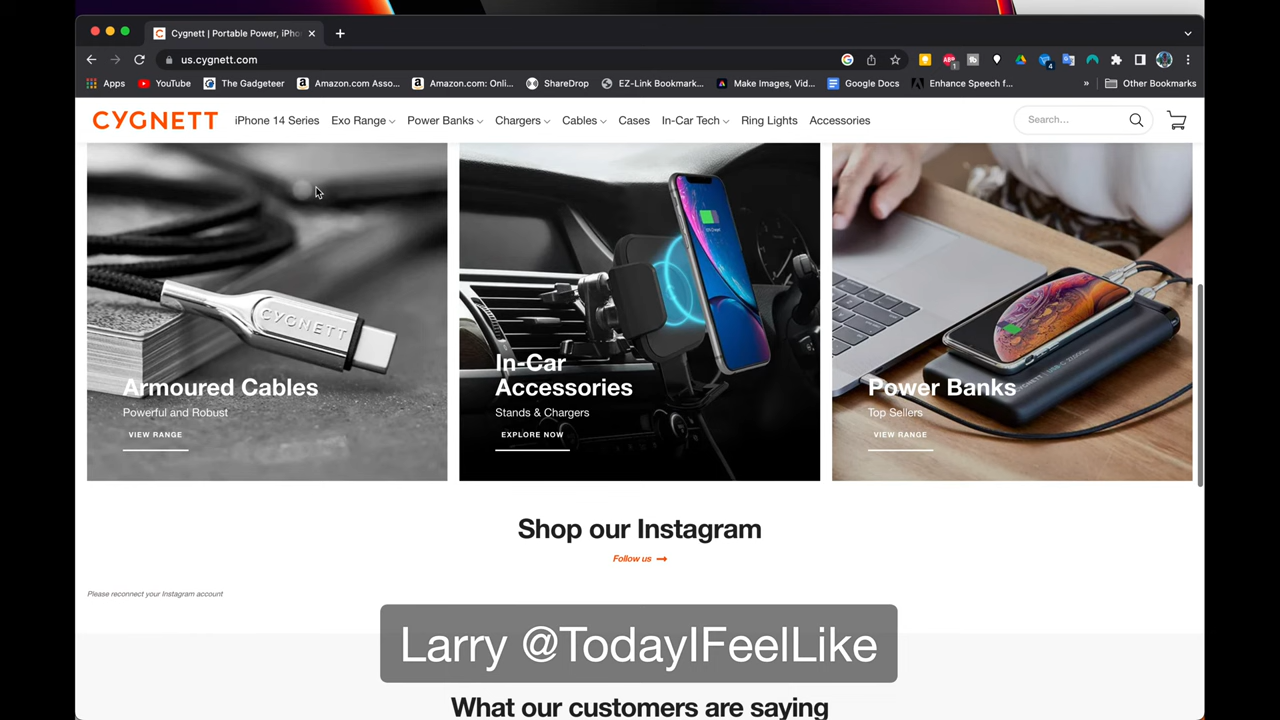 Cygnett | Portable Power, iPho
us.cygnett.com
Apps YouTube The Gadgeteer Amazon.com Asso... Amazon.com: Onli... ShareDrop EZ-Link Bookmark... Make Images, Vid... Google Docs Enhance Speech f... » Other Bookmarks
CYGNETT iPhone 14 Series Exo Range Power Banks Chargers Cables Cases In-Car Tech Ring Lights Accessories Search...
CYGNETT
Armoured Cables
Powerful and Robust
VIEW RANGE
In-Car
Accessories
Stands & Chargers
EXPLORE NOW
Power Banks
Top Sellers
VIEW RANGE
Shop our Instagram
Follow us
Please reconnect your Instagram account
Larry @TodayIFeelLike
What our customers are saying